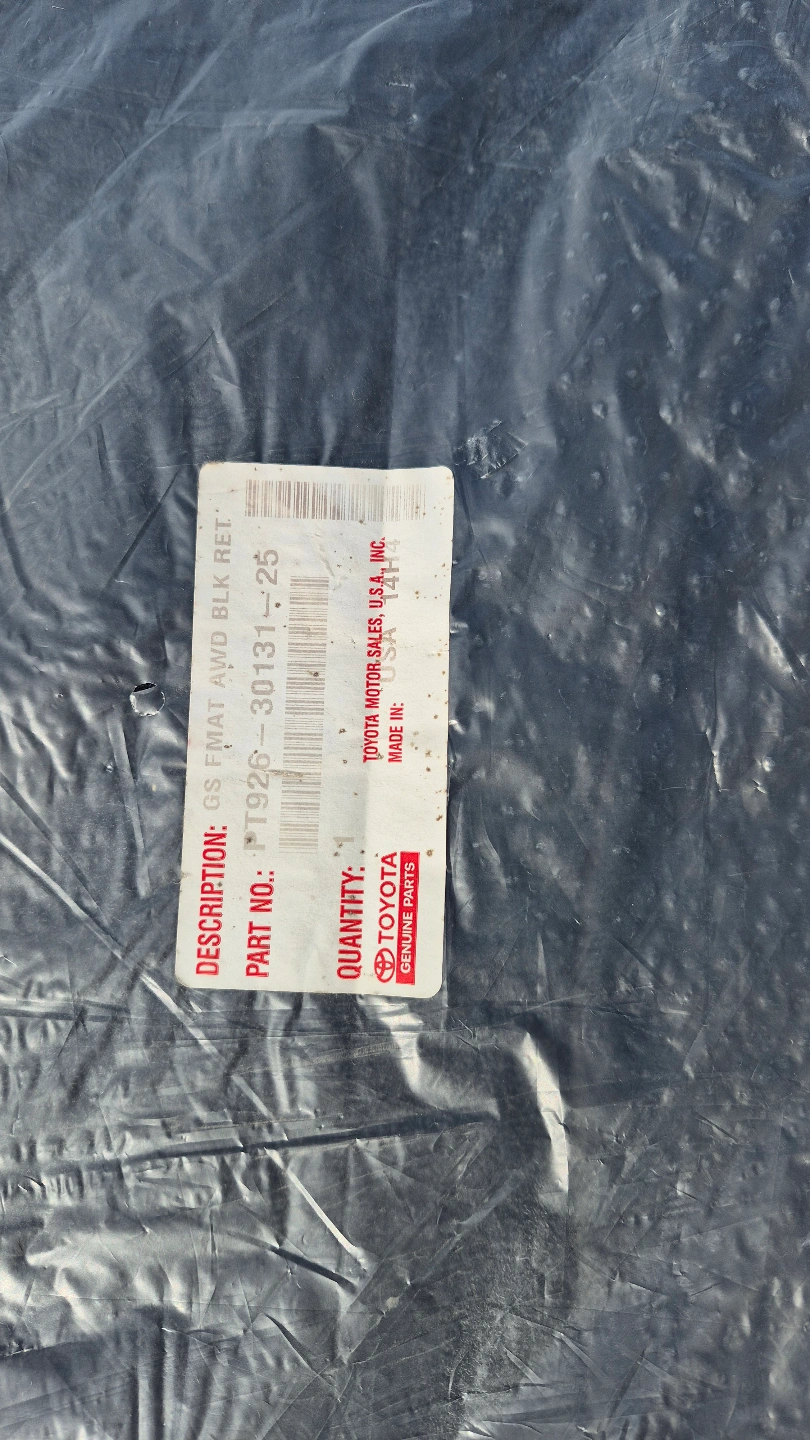 DESCRIPTION: GS FMAT AWD BLK RET
PART NO.: PT926-30131-25
QUANTITY: 1
TOYOTA MOTOR SALES, U.S.A., INC.
MADE IN: USA 14H4
TOYOTA
GENUINE PARTS